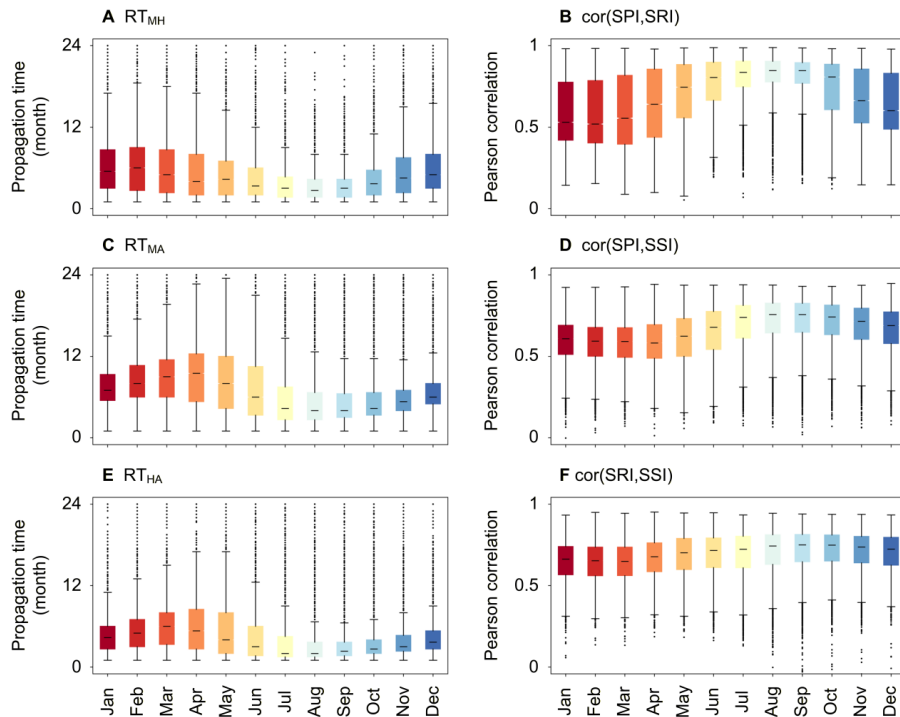 A RT_MH
B cor(SPI,SRI)
24
12
0
Propagation time
(month)
1
0.5
0
Pearson correlation
C RT_MA
D cor(SPI,SSI)
24
12
0
Propagation time
(month)
1
0.5
0
Pearson correlation
E RT_HA
F cor(SRI,SSI)
24
12
0
Propagation time
(month)
1
0.5
0
Pearson correlation
Jan Feb Mar Apr May Jun Jul Aug Sep Oct Nov Dec
Jan Feb Mar Apr May Jun Jul Aug Sep Oct Nov Dec